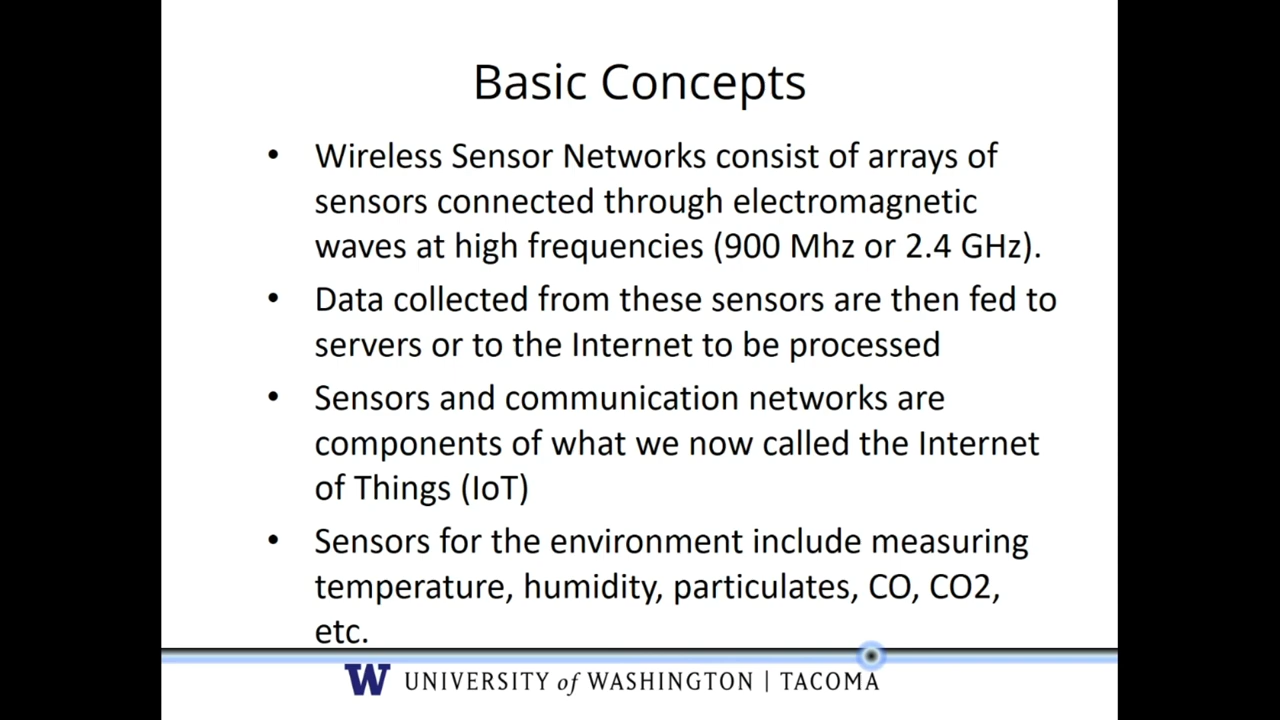 Basic Concepts
• Wireless Sensor Networks consist of arrays of
sensors connected through electromagnetic
waves at high frequencies (900 Mhz or 2.4 GHz).
• Data collected from these sensors are then fed to
servers or to the Internet to be processed
• Sensors and communication networks are
components of what we now called the Internet
of Things (IoT)
• Sensors for the environment include measuring
temperature, humidity, particulates, CO, CO2,
etc.
W UNIVERSITY of WASHINGTON | TACOMA